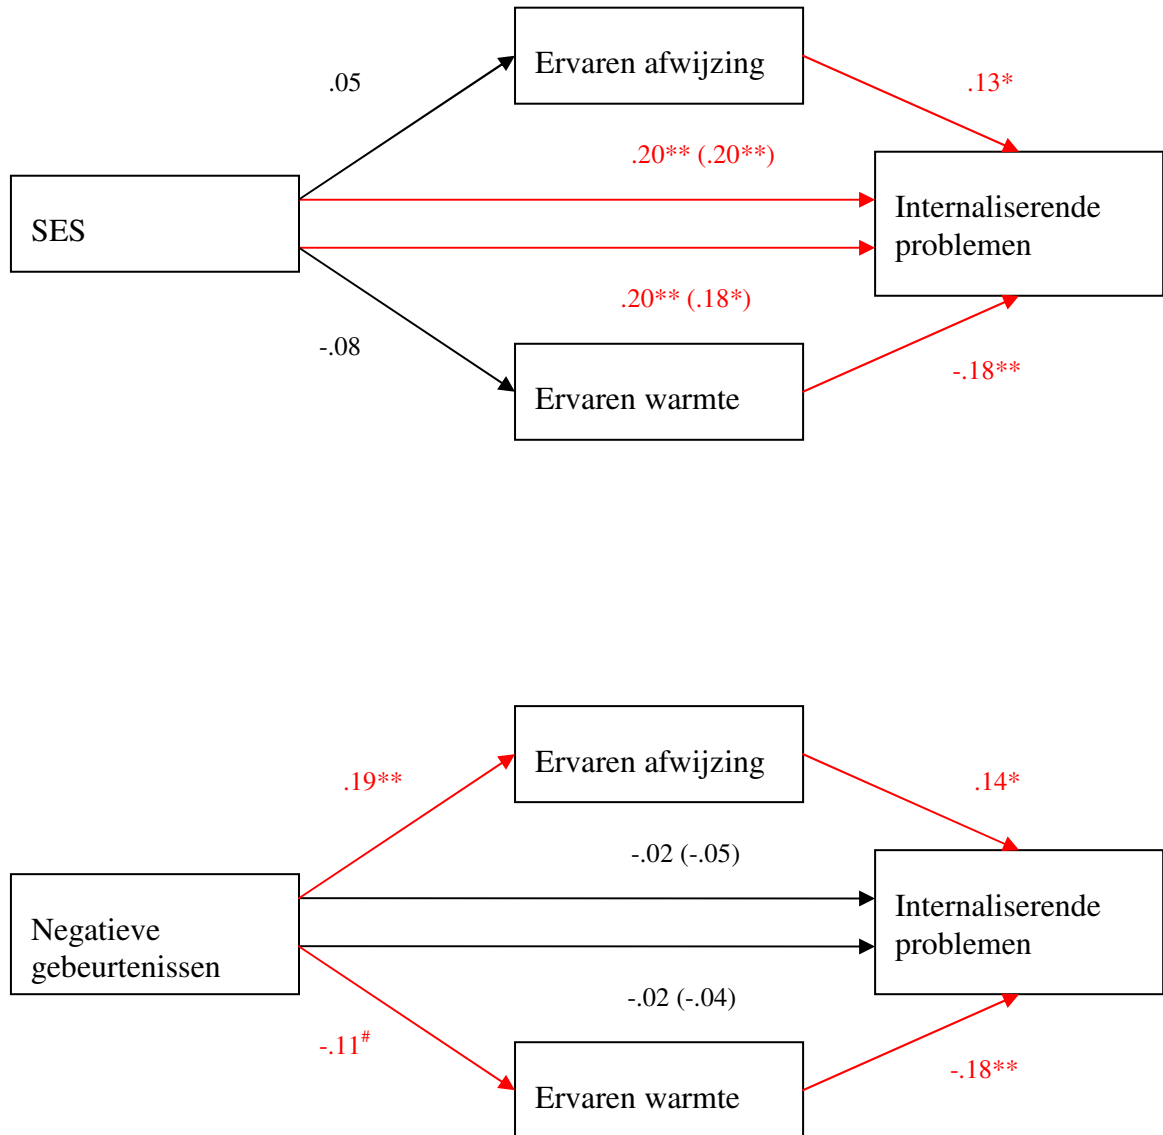 Ervaren afwijzing
.05
.13*
.20** (.20**)
SES
Internaliserende
problemen
.20** (.18*)
-.08
-.18**
Ervaren warmte
Ervaren afwijzing
.19**
.14*
-.02 (-.05)
Negatieve
gebeurtenissen
Internaliserende
problemen
-.02 (-.04)
-.11#
-.18**
Ervaren warmte